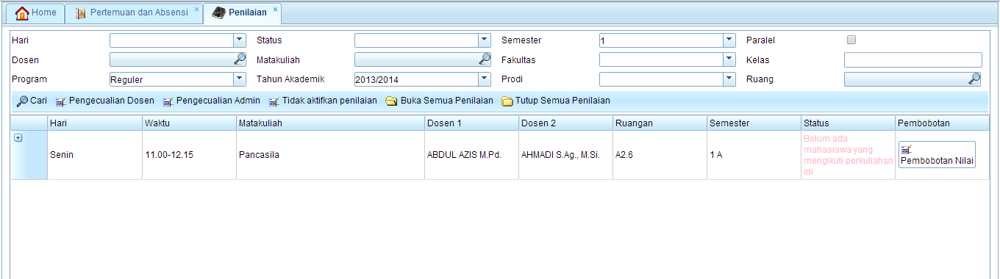 Home Pertemuan dan Absensi Penilaian
Hari Status Semester 1 Paralel
Dosen Matakuliah Fakultas Kelas
Program Reguler Tahun Akademik 2013/2014 Prodi Ruang
Cari Pengecualian Dosen Pengecualian Admin Tidak aktifkan penilaian Buka Semua Penilaian Tutup Semua Penilaian
Hari Waktu Matakuliah Dosen 1 Dosen 2 Ruangan Semester Status Pembobotan
Senin 11.00-12.15 Pancasila ABDUL AZIS M.Pd. AHMADI S.Ag., M.Si. A2.6 1 A
Belum ada
mahasiswa yang
mengikuti perkuliahan
ini
Pembobotan Nilai